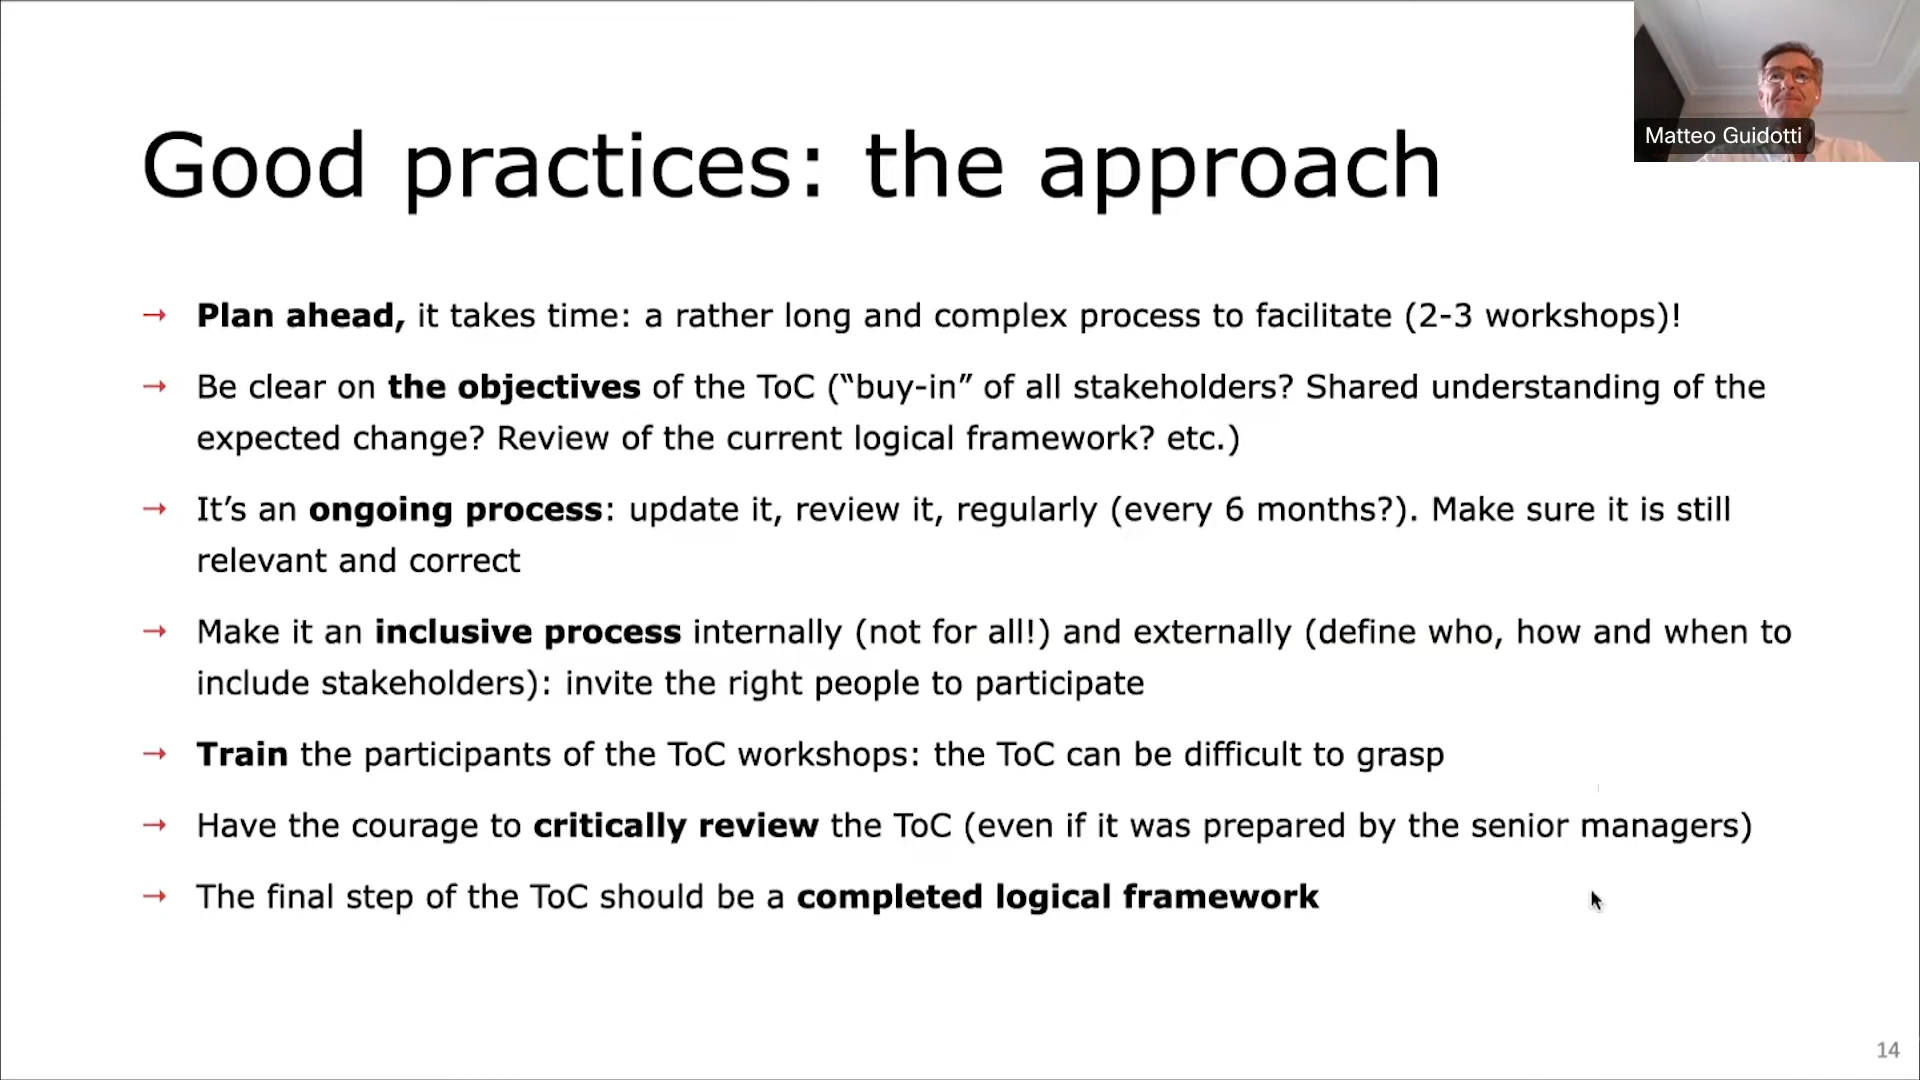 Matteo Guidotti
Good practices: the approach
→ Plan ahead, it takes time: a rather long and complex process to facilitate (2-3 workshops)!
→ Be clear on the objectives of the ToC (“buy-in” of all stakeholders? Shared understanding of the
expected change? Review of the current logical framework? etc.)
→ It’s an ongoing process: update it, review it, regularly (every 6 months?). Make sure it is still
relevant and correct
→ Make it an inclusive process internally (not for all!) and externally (define who, how and when to
include stakeholders): invite the right people to participate
→ Train the participants of the ToC workshops: the ToC can be difficult to grasp
→ Have the courage to critically review the ToC (even if it was prepared by the senior managers)
→ The final step of the ToC should be a completed logical framework
14